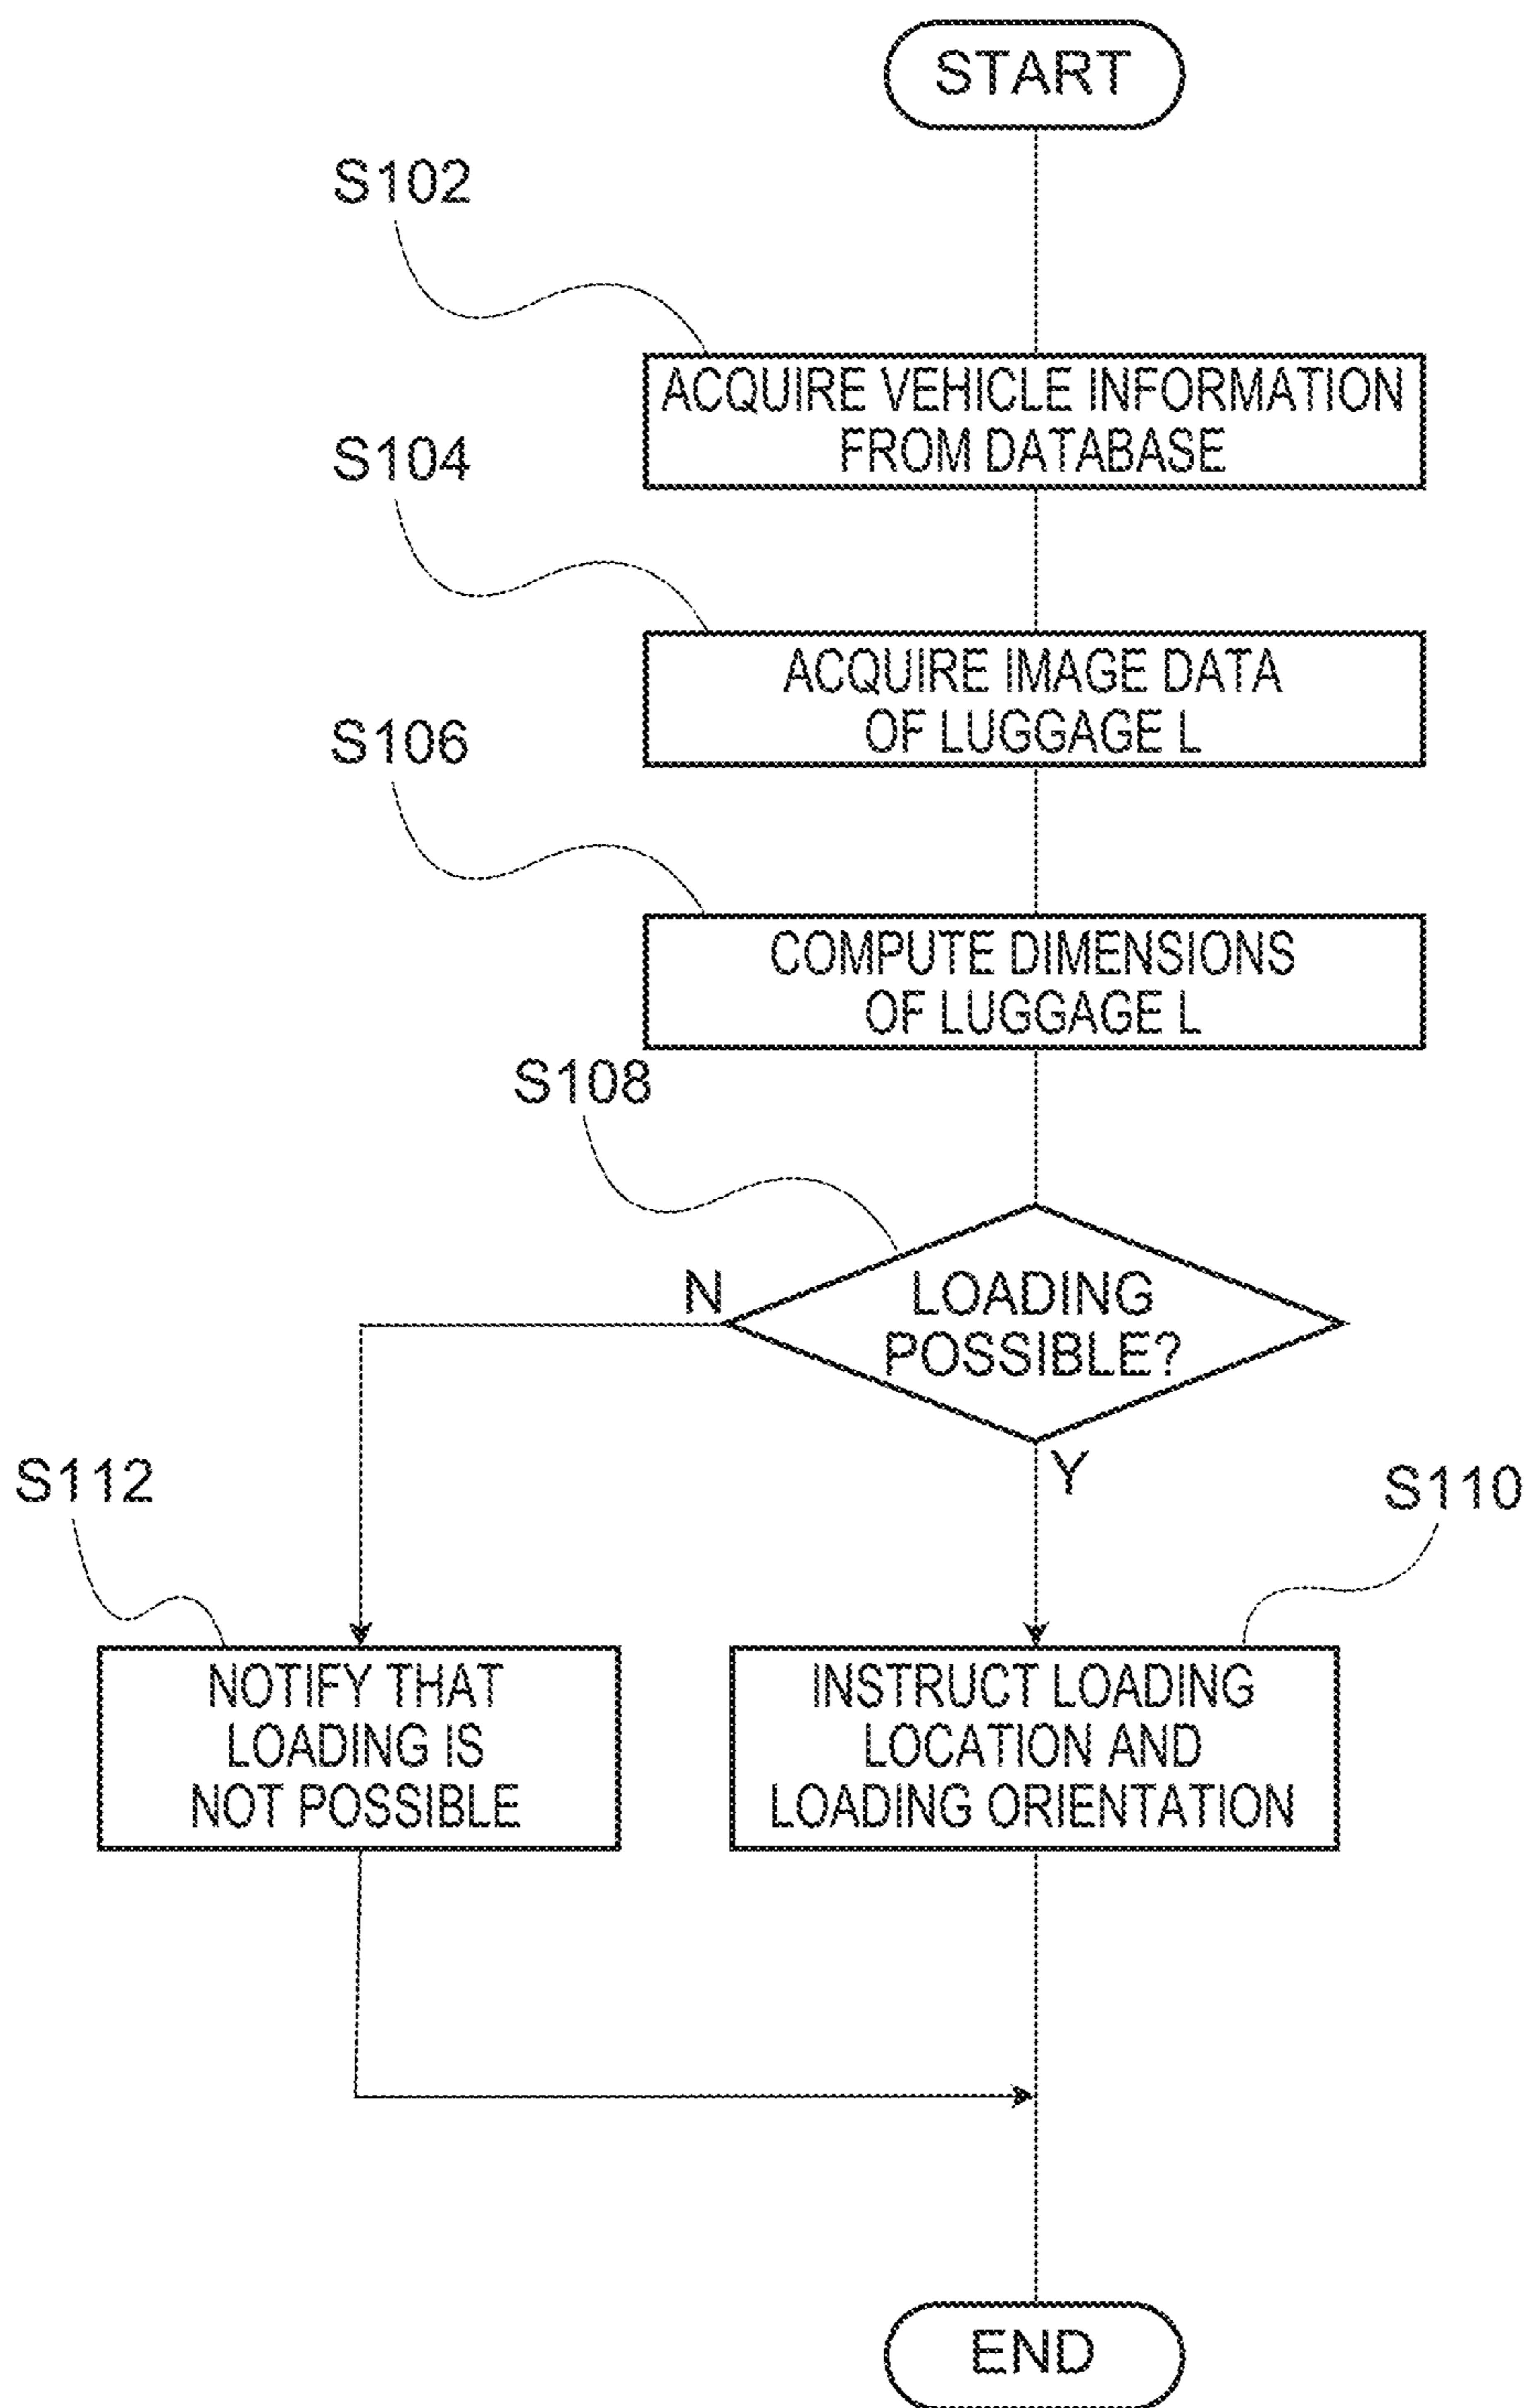 START
S102
ACQUIRE VEHICLE INFORMATION
FROM DATABASE
S104
ACQUIRE IMAGE DATA
OF LUGGAGE L
S106
COMPUTE DIMENSIONS
OF LUGGAGE L
S108
LOADING
POSSIBLE?
N
Y
S112
NOTIFY THAT
LOADING IS
NOT POSSIBLE
S110
INSTRUCT LOADING
LOCATION AND
LOADING ORIENTATION
END